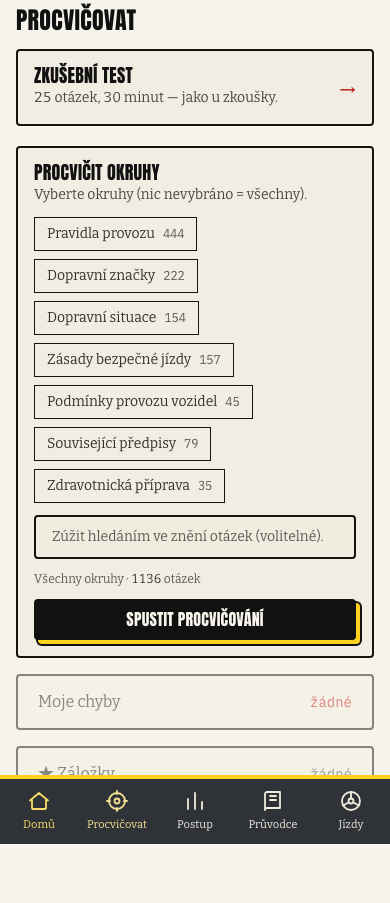 PROCVIČOVAT
ZKUŠEBNÍ TEST
25 otázek, 30 minut — jako u zkoušky.
→
PROCVIČIT OKRUHY
Vyberte okruhy (nic nevybráno = všechny).
Pravidla provozu 444
Dopravní značky 222
Dopravní situace 154
Zásady bezpečné jízdy 157
Podmínky provozu vozidel 45
Související předpisy 79
Zdravotnická příprava 35
Zúžit hledáním ve znění otázek (volitelné).
Všechny okruhy · 1136 otázek
SPUSTIT PROCVIČOVÁNÍ
Moje chyby žádné
★ Záložky žádné
Domů Procvičovat Postup Průvodce Jízdy